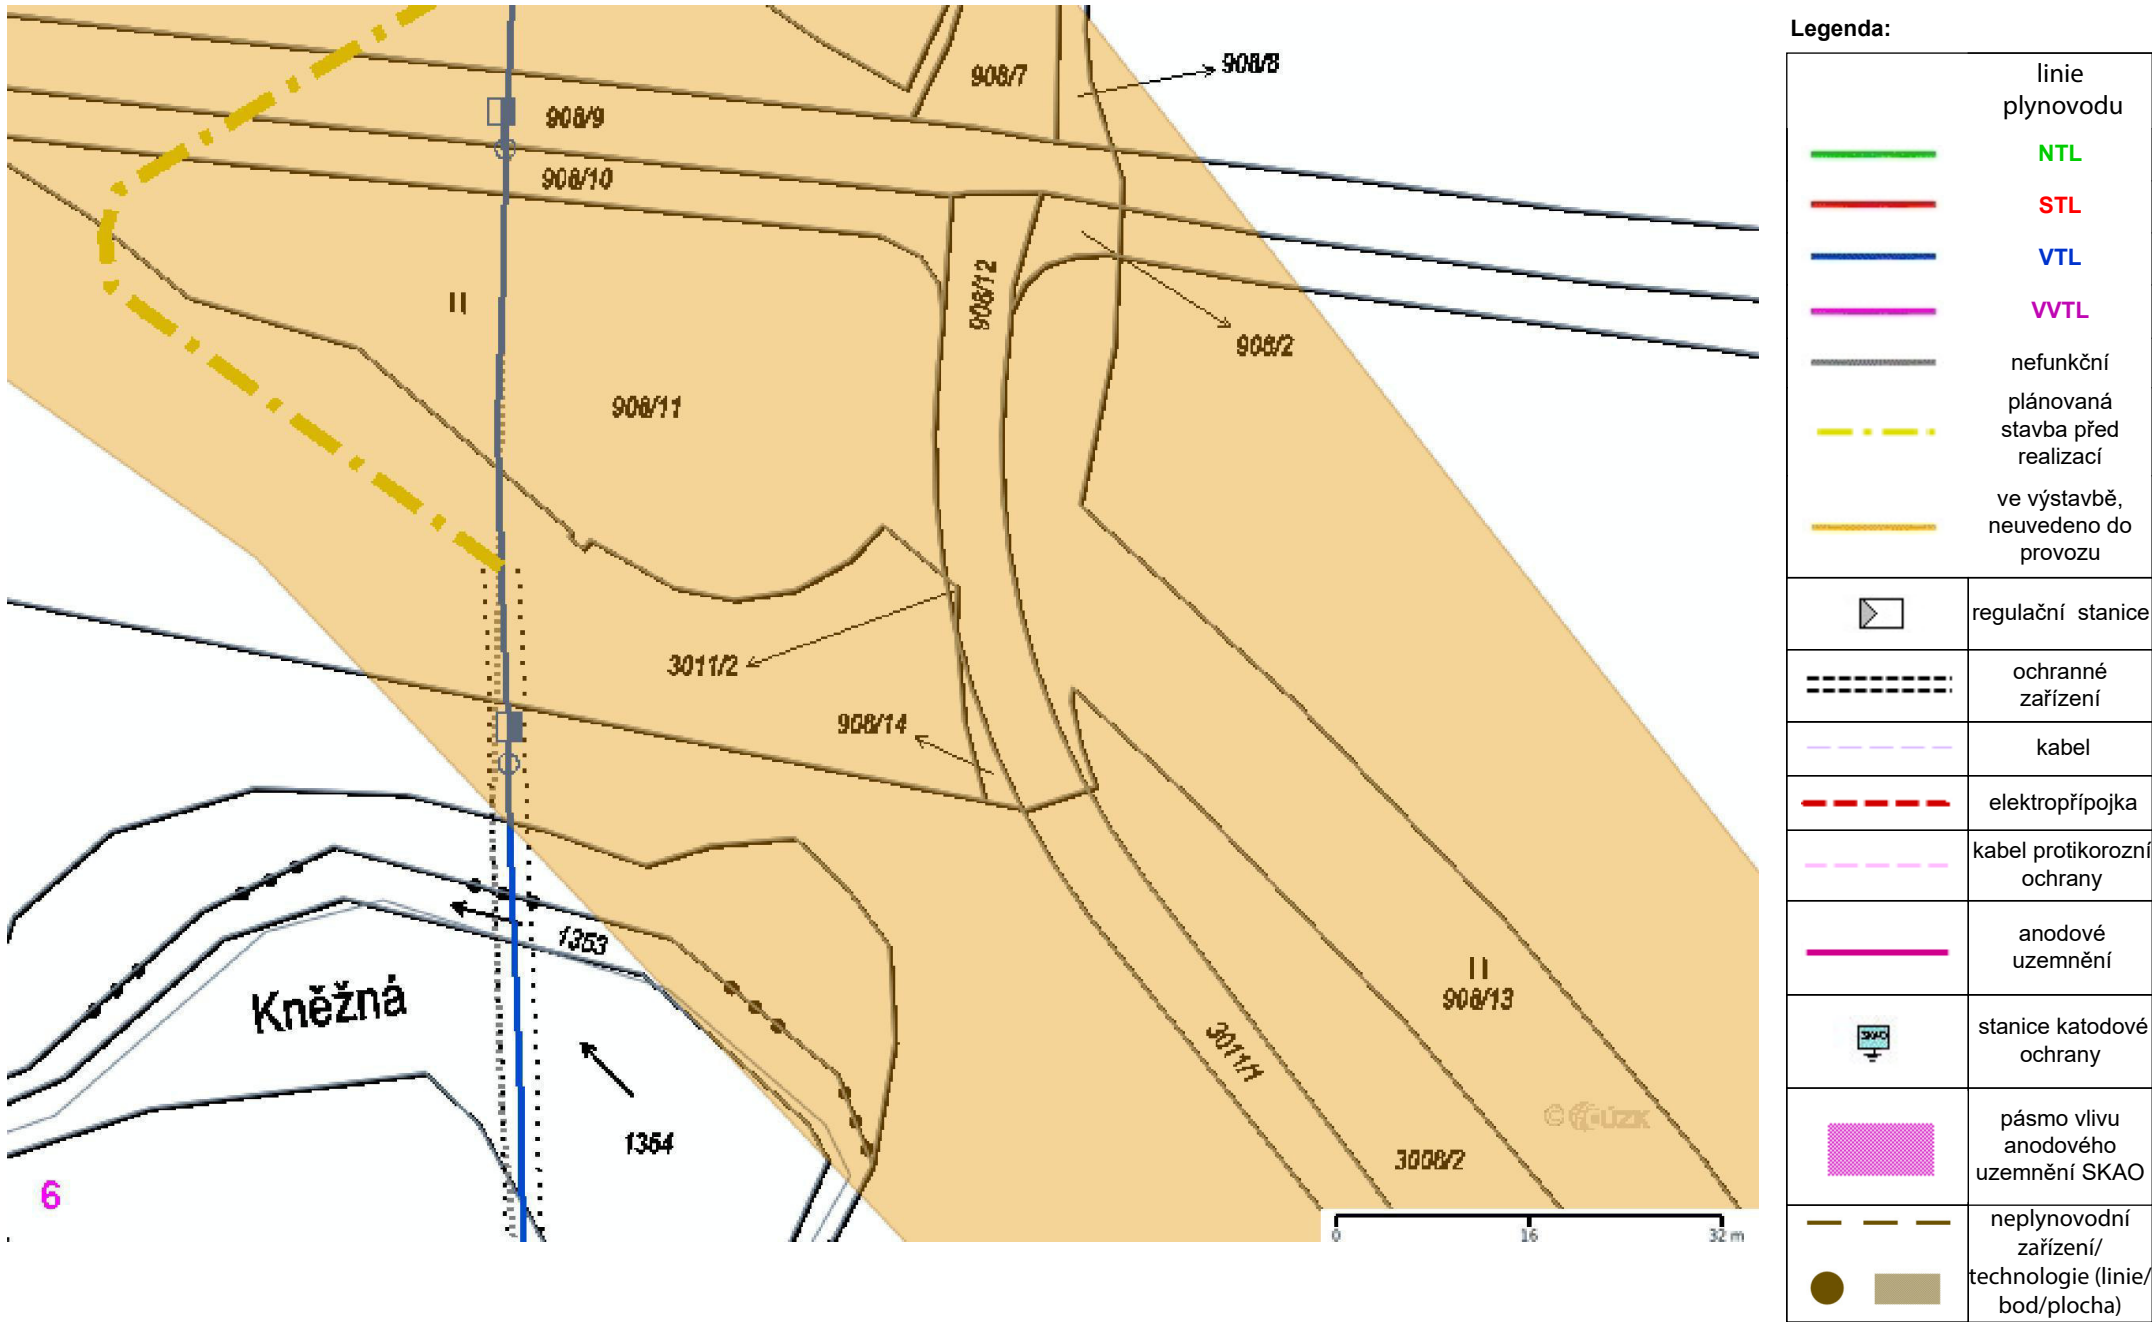 908/7
908/8
908/9
908/10
908/12
908/2
908/11
3011/2
908/14
1353
Kněžná
1354
6
908/13
3011/1
3008/2
© ČÚZK
0 16 32 m
Legenda:
linie
plynovodu
NTL
STL
VTL
VVTL
nefunkční
plánovaná
stavba před
realizací
ve výstavbě,
neuvedeno do
provozu
regulační stanice
ochranné
zařízení
kabel
elektropřípojka
kabel protikorozní
ochrany
anodové
uzemnění
SKAO
stanice katodové
ochrany
pásmo vlivu
anodového
uzemnění SKAO
neplynovodní
zařízení/
technologie (linie/
bod/plocha)